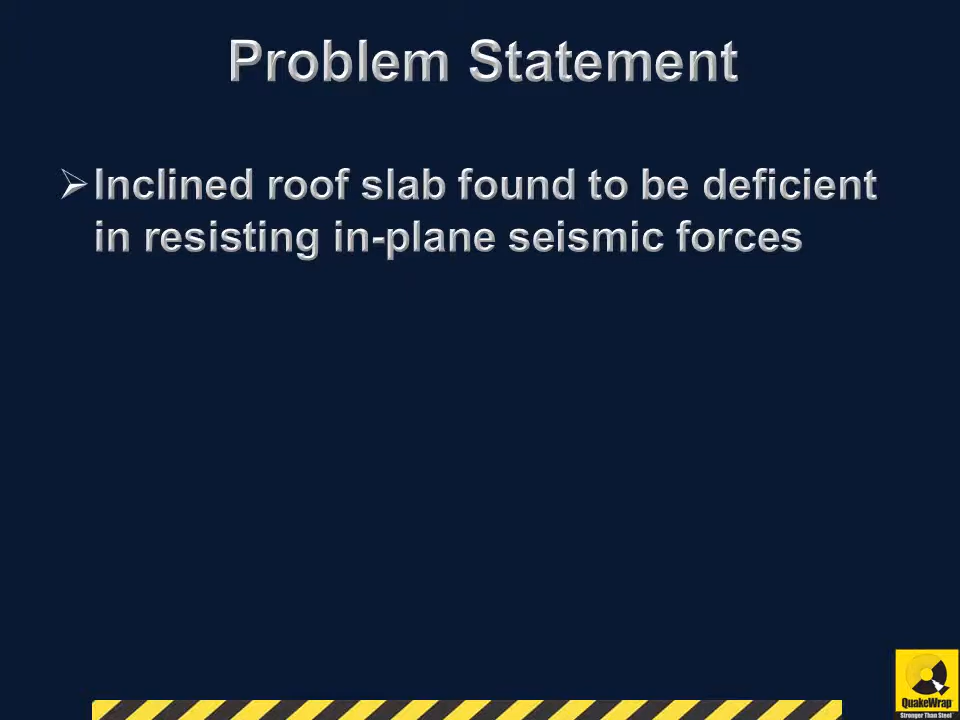 Problem Statement
➢ Inclined roof slab found to be deficient
in resisting in-plane seismic forces
QuakeWrap
Stronger Than Steel